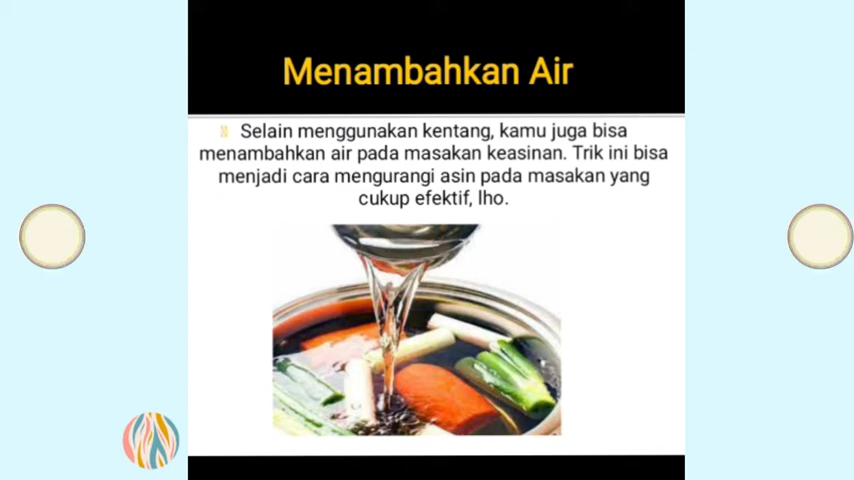 Menambahkan Air
Selain menggunakan kentang, kamu juga bisa
menambahkan air pada masakan keasinan. Trik ini bisa
menjadi cara mengurangi asin pada masakan yang
cukup efektif, lho.